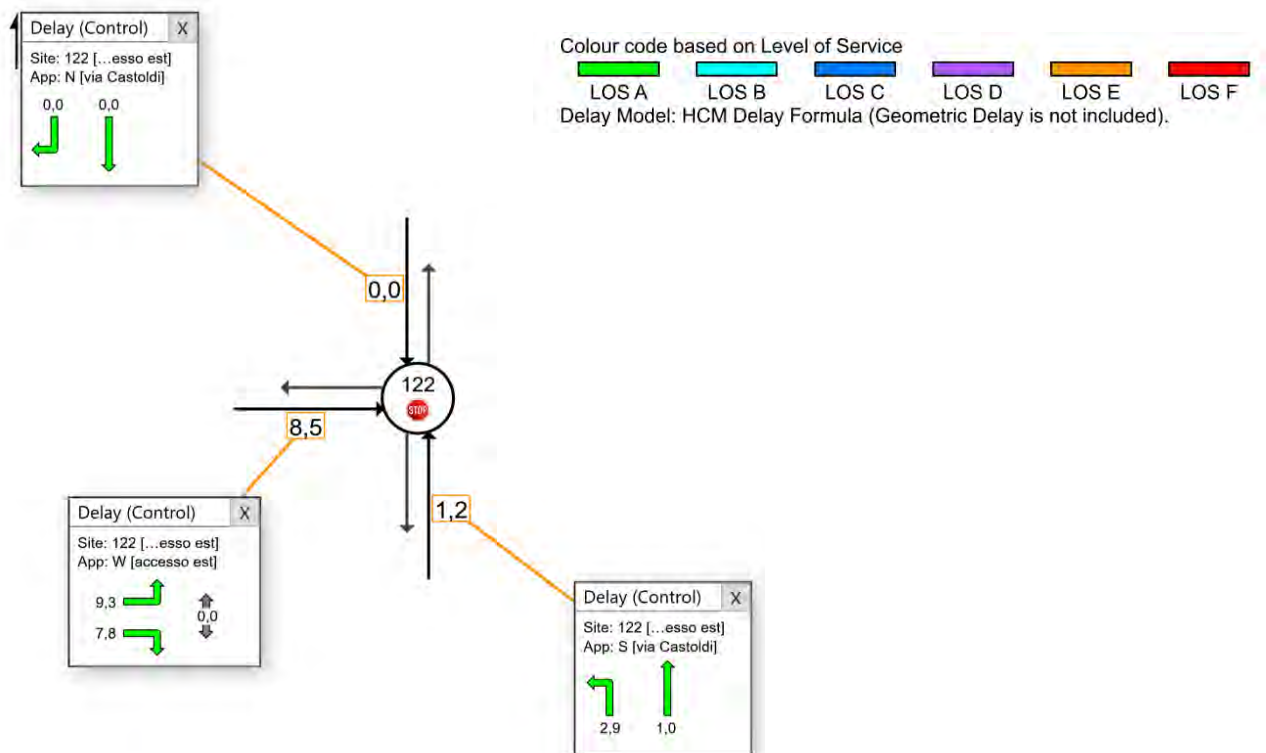 Delay (Control) X
Site: 122 [...esso est]
App: N [via Castoldi]
0,0 0,0
Colour code based on Level of Service
LOS A LOS B LOS C LOS D LOS E LOS F
Delay Model: HCM Delay Formula (Geometric Delay is not included).
0,0
122
STOP
8,5
1,2
Delay (Control) X
Site: 122 [...esso est]
App: W [accesso est]
9,3
0,0
7,8
Delay (Control) X
Site: 122 [...esso est]
App: S [via Castoldi]
2,9 1,0